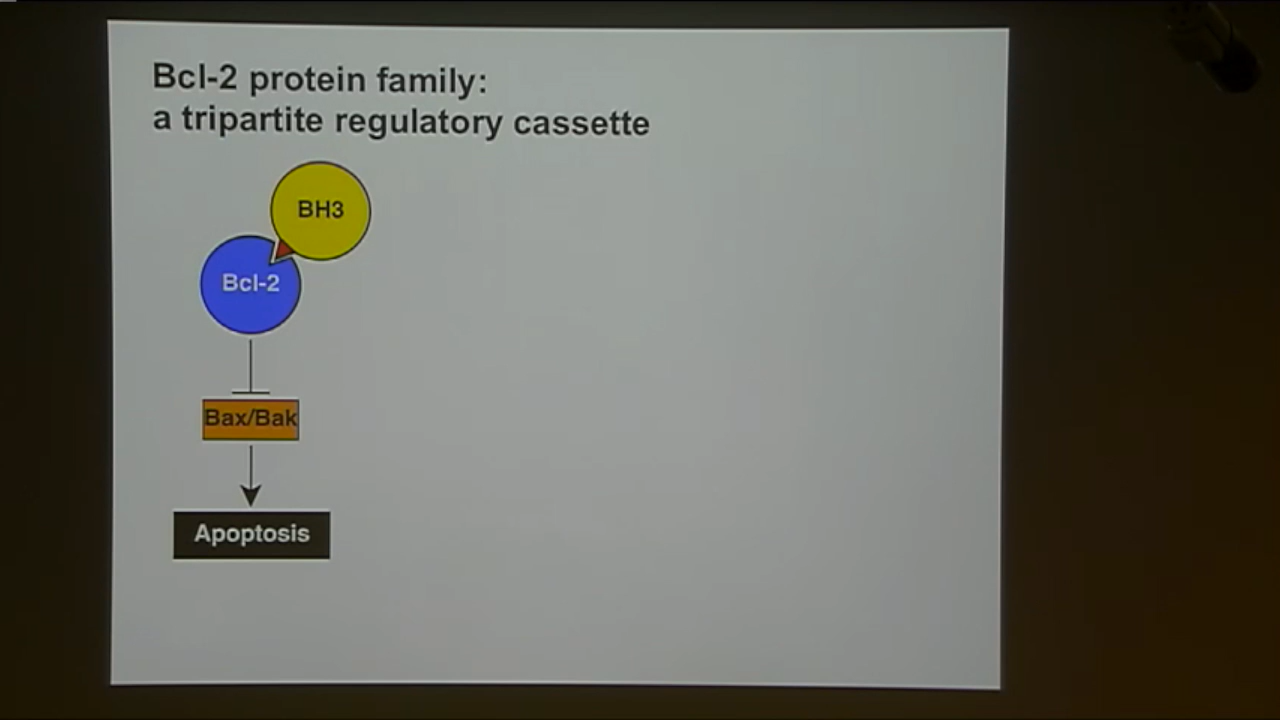 Bcl-2 protein family:
a tripartite regulatory cassette
BH3
Bcl-2
Bax/Bak
Apoptosis